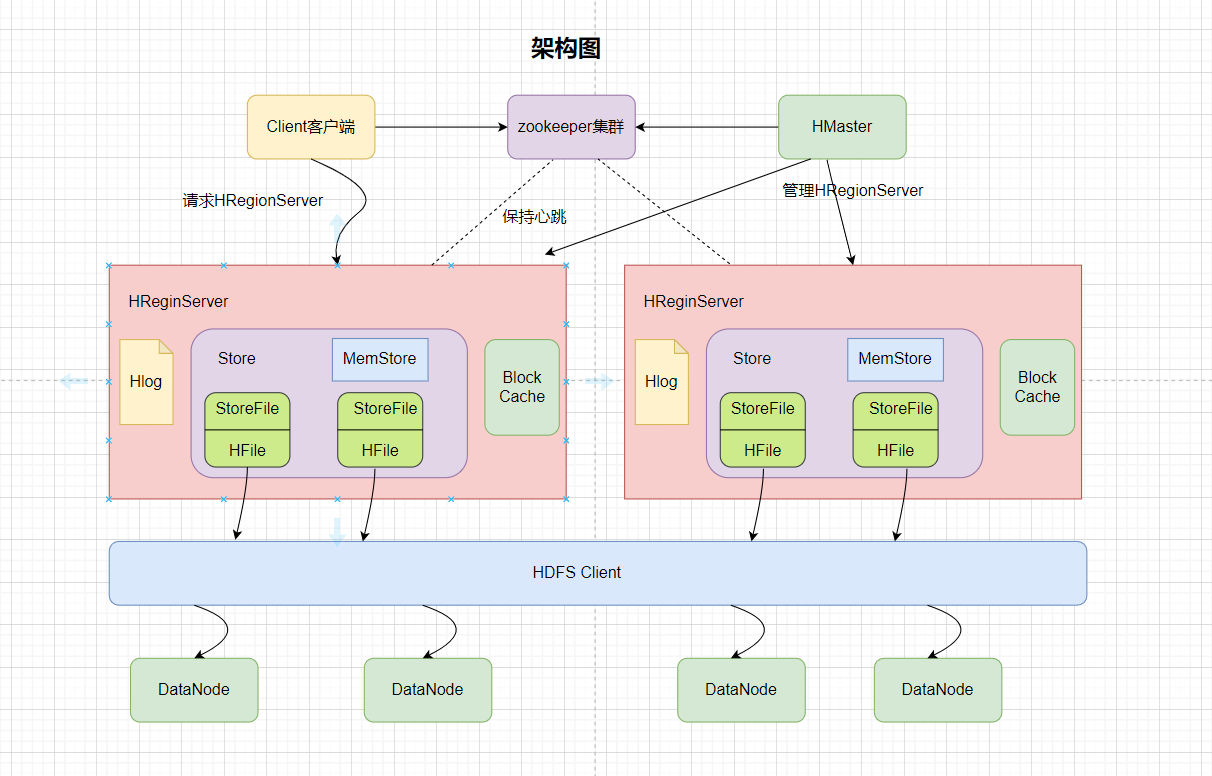 架构图
Client客户端
zookeeper集群
HMaster
请求HRegionServer
保持心跳
管理HRegionServer
HReginServer
Hlog
Store
MemStore
StoreFile
HFile
StoreFile
HFile
Block
Cache
HReginServer
Hlog
Store
MemStore
StoreFile
HFile
StoreFile
HFile
Block
Cache
HDFS Client
DataNode
DataNode
DataNode
DataNode